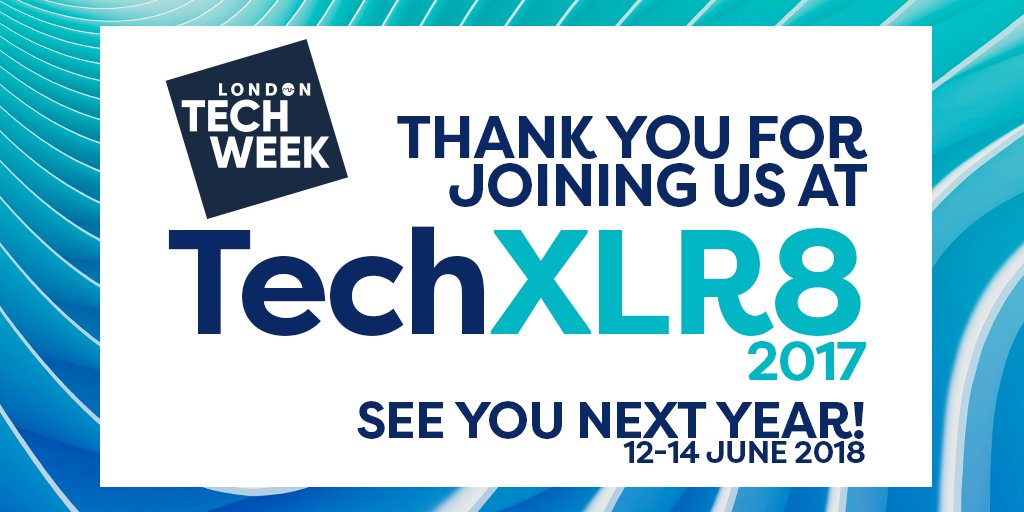 LONDON
TECH
WEEK
THANK YOU FOR
JOINING US AT
TechXLR8
2017
SEE YOU NEXT YEAR!
12-14 JUNE 2018